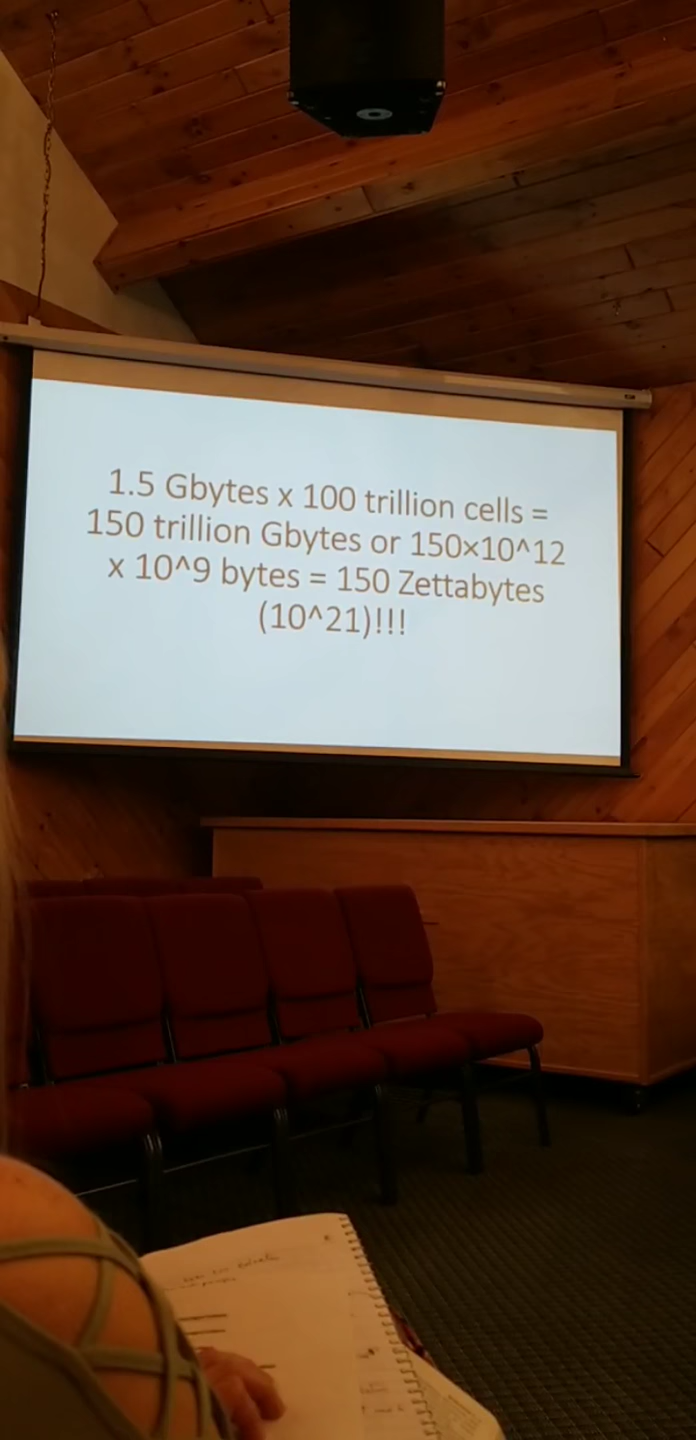 1.5 Gbytes x 100 trillion cells =
150 trillion Gbytes or 150×10^12
x 10^9 bytes = 150 Zettabytes
(10^21)!!!